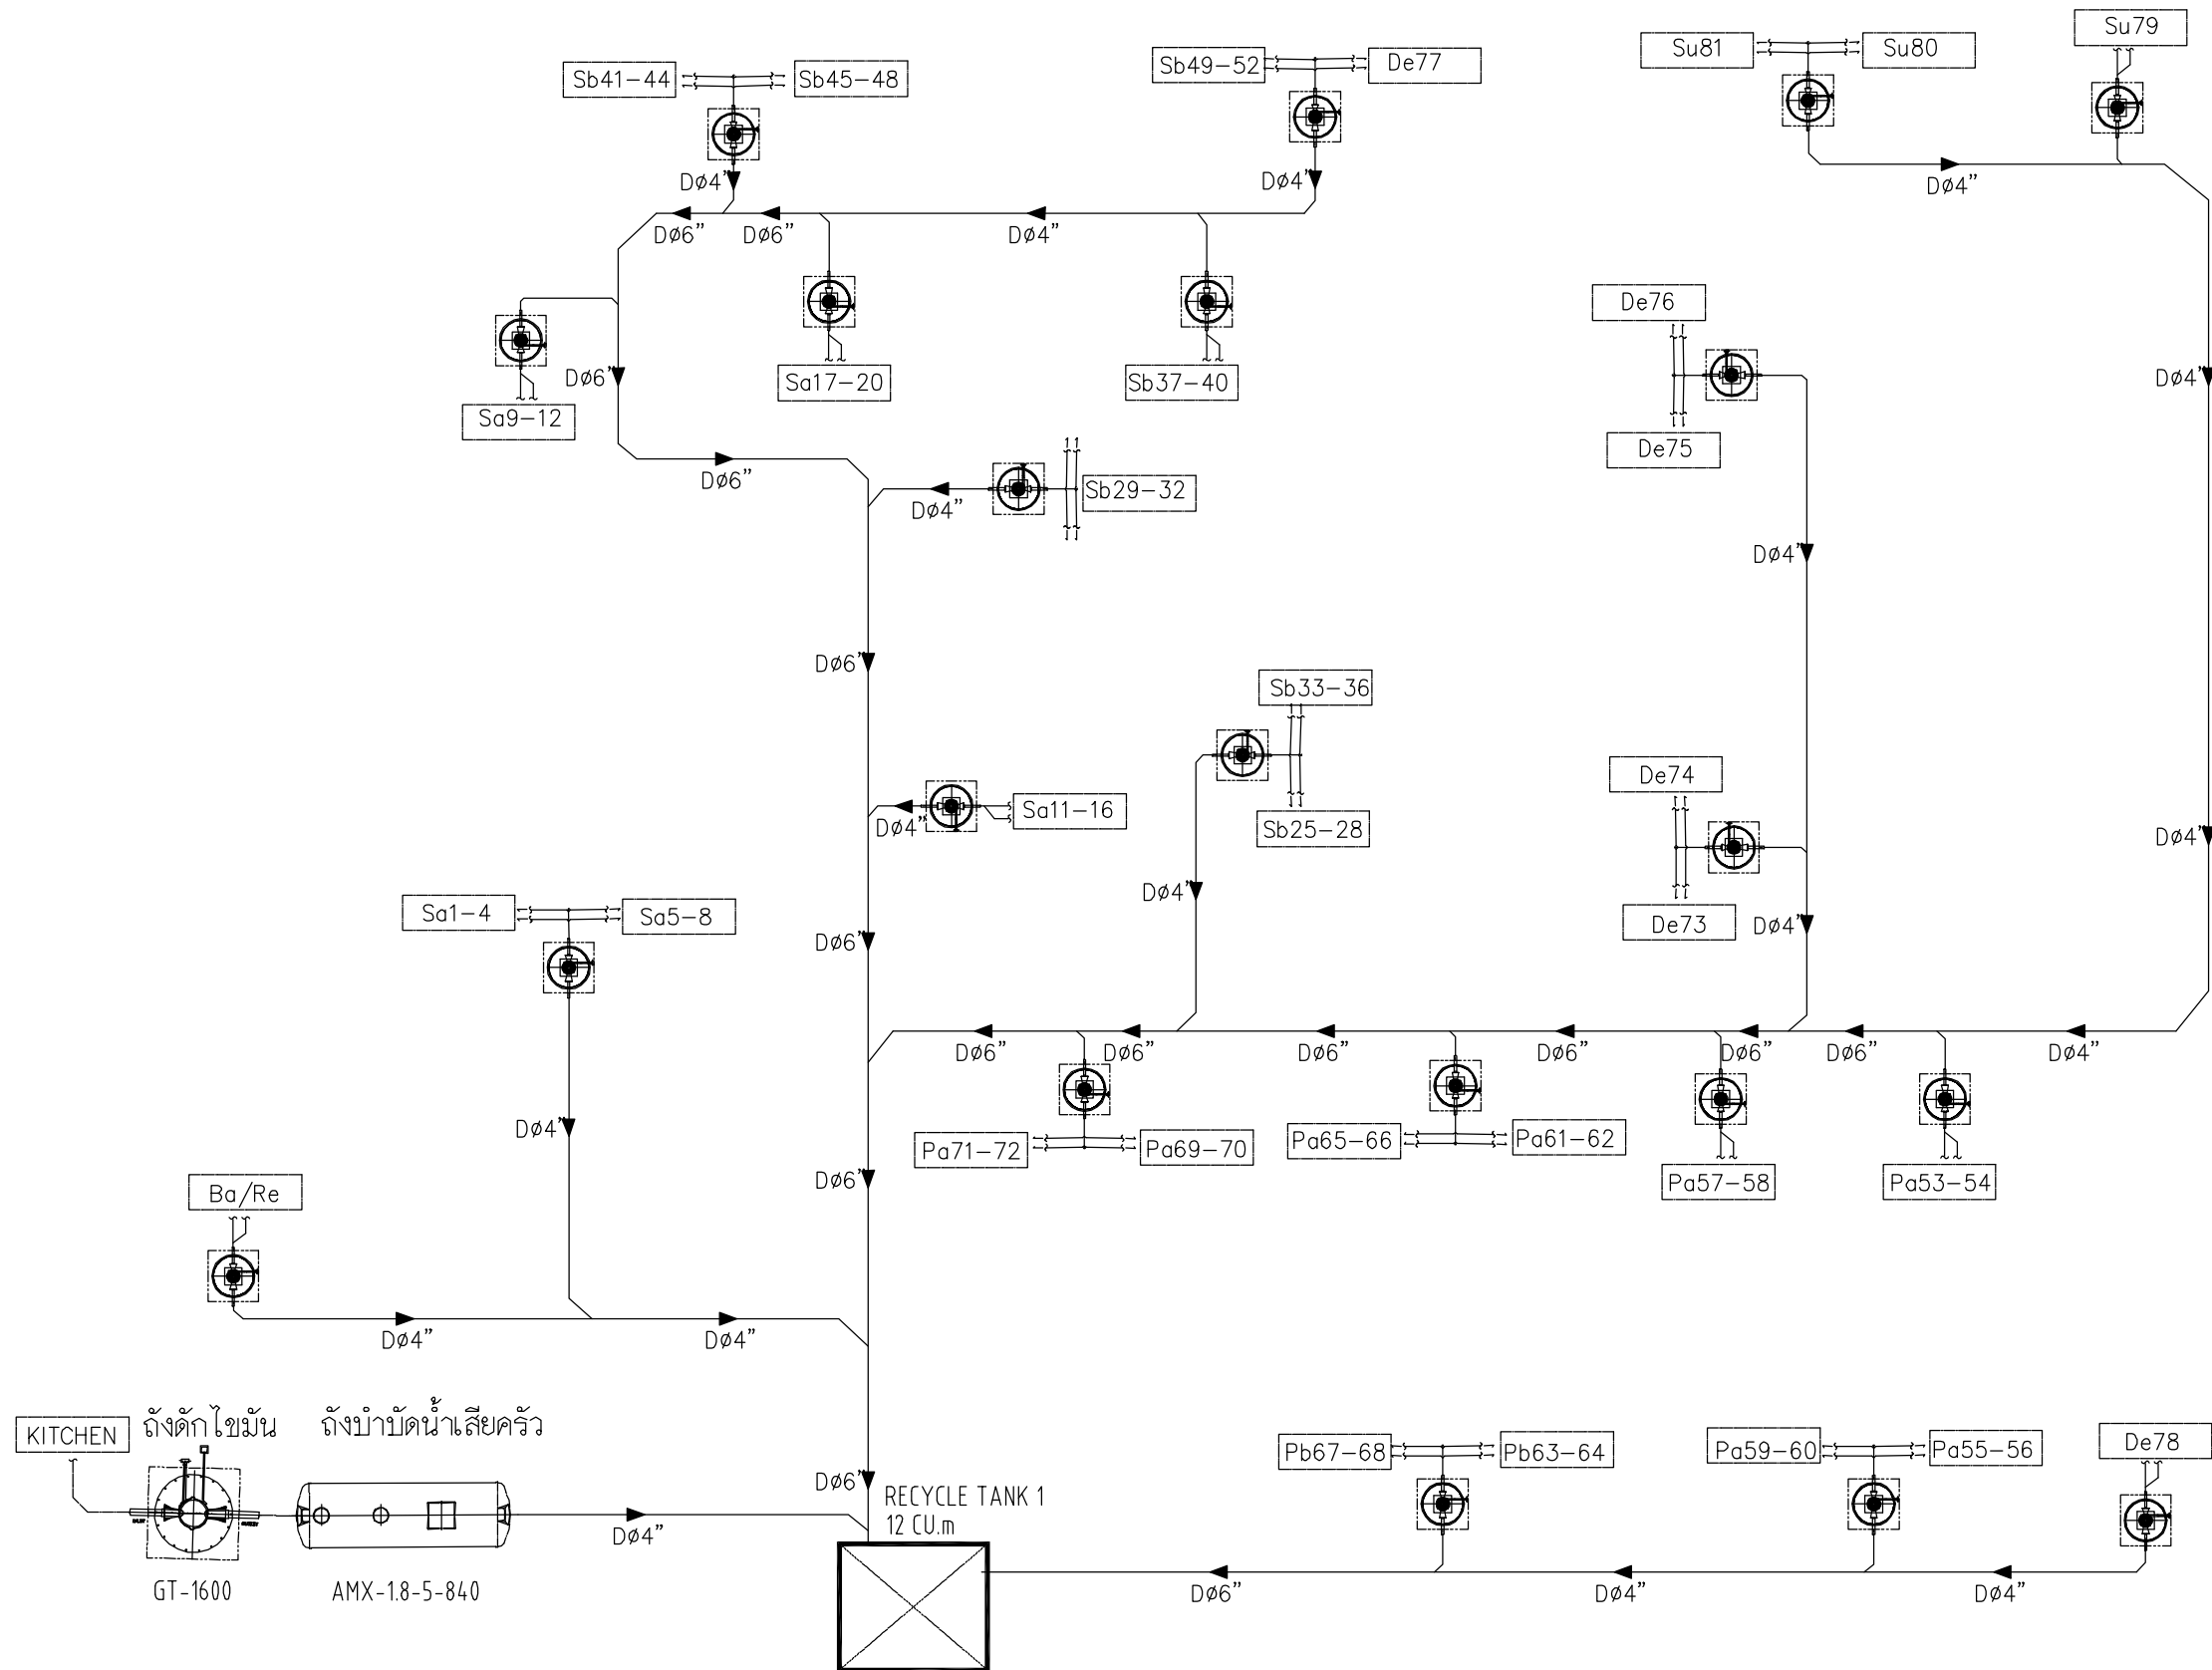 Su79
Su81
Su80
Sb49-52
De77
Sb41-44
Sb45-48
Dø4"
Dø4"
Dø4"
Dø6"
Dø6"
Dø4"
De76
Dø6"
Sa17-20
Sb37-40
Dø4"
Sa9-12
De75
Dø6"
Sb29-32
Dø4"
Dø4"
Dø6"
Sb33-36
De74
Sa11-16
Dø4"
Sb25-28
Dø4"
Dø4"
Sa1-4
Sa5-8
De73
Dø4"
Dø6"
Dø6"
Dø6"
Dø6"
Dø6"
Dø6"
Dø6"
Dø4"
Dø4"
Pa71-72
Pa69-70
Pa65-66
Pa61-62
Dø6"
Pa57-58
Pa53-54
Ba/Re
Dø4"
Dø4"
KITCHEN
ถังดักไขมัน
ถังบำบัดน้ำเสียครัว
Pb67-68
Pb63-64
Pa59-60
Pa55-56
De78
Dø6"
RECYCLE TANK 1
12 CU.m
Dø4"
GT-1600
AMX-1.8-5-840
Dø6"
Dø4"
Dø4"